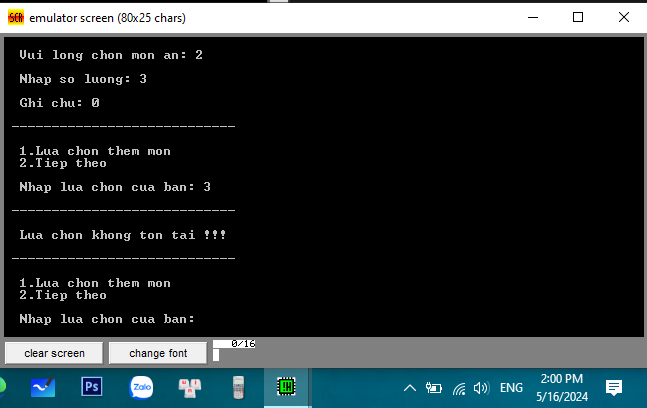 emulator screen (80x25 chars)
Vui long chon mon an: 2
Nhap so luong: 3
Ghi chu: 0
-----------------------------
1.Lua chon them mon
2.Tiep theo
Nhap lua chon cua ban: 3
-----------------------------
Lua chon khong ton tai !!!
-----------------------------
1.Lua chon them mon
2.Tiep theo
Nhap lua chon cua ban:
clear screen
change font
0/16
Ps
Zalo
ENG
2:00 PM
5/16/2024